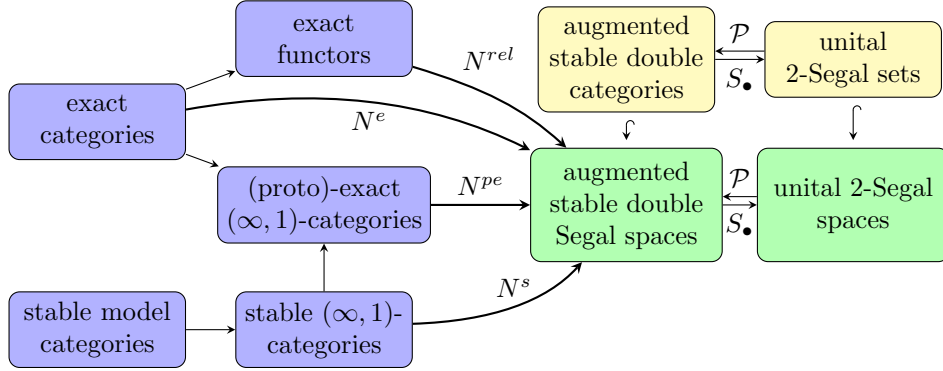 exact
functors
augmented
stable double
categories
𝒫
S•
unital
2-Segal sets
N^{rel}
exact
categories
N^e
(proto)-exact
(∞, 1)-categories
N^{pe}
augmented
stable double
Segal spaces
𝒫
S•
unital 2-Segal
spaces
stable model
categories
stable (∞, 1)-
categories
N^s